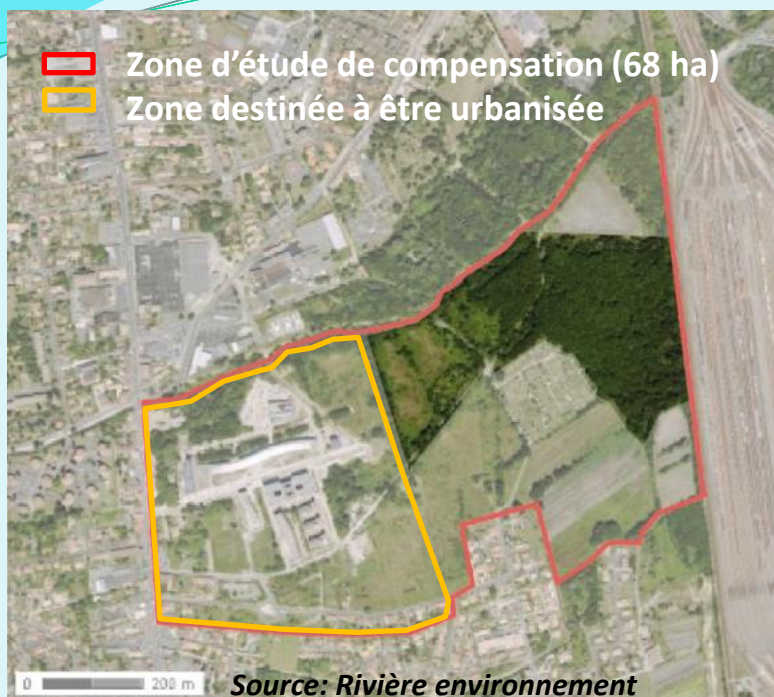 Zone d'étude de compensation (68 ha)
Zone destinée à être urbanisée
0 200 m
Source: Rivière environnement